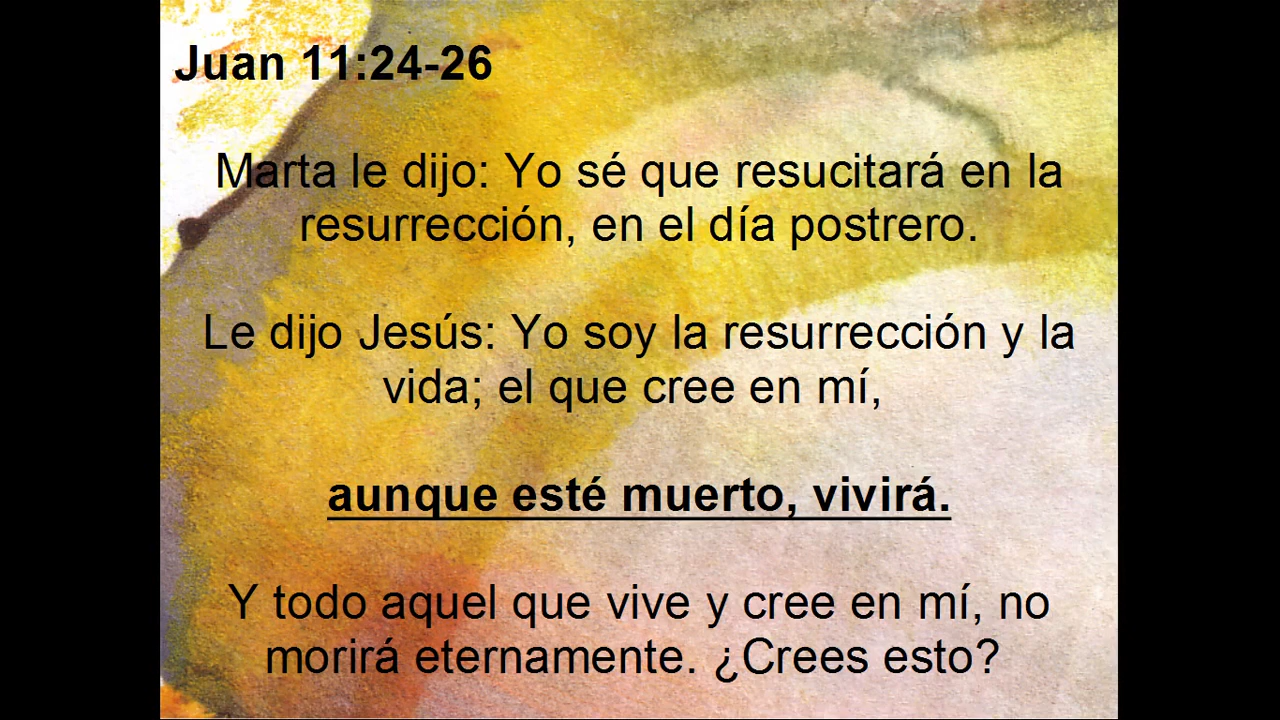 Juan 11:24-26
Marta le dijo: Yo sé que resucitará en la
resurrección, en el día postrero.
Le dijo Jesús: Yo soy la resurrección y la
vida; el que cree en mí,
aunque esté muerto, vivirá.
Y todo aquel que vive y cree en mí, no
morirá eternamente. ¿Crees esto?